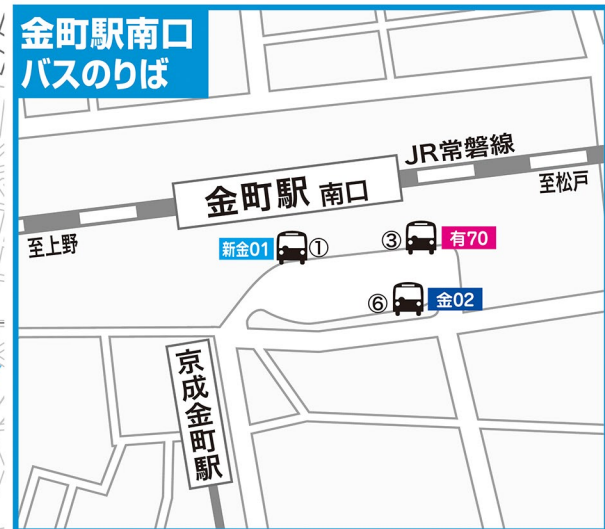 金町駅南口
バスのりば
JR常磐線
金町駅 南口
至松戸
至上野
新金01
①
③
有70
⑥
金02
京成金町駅